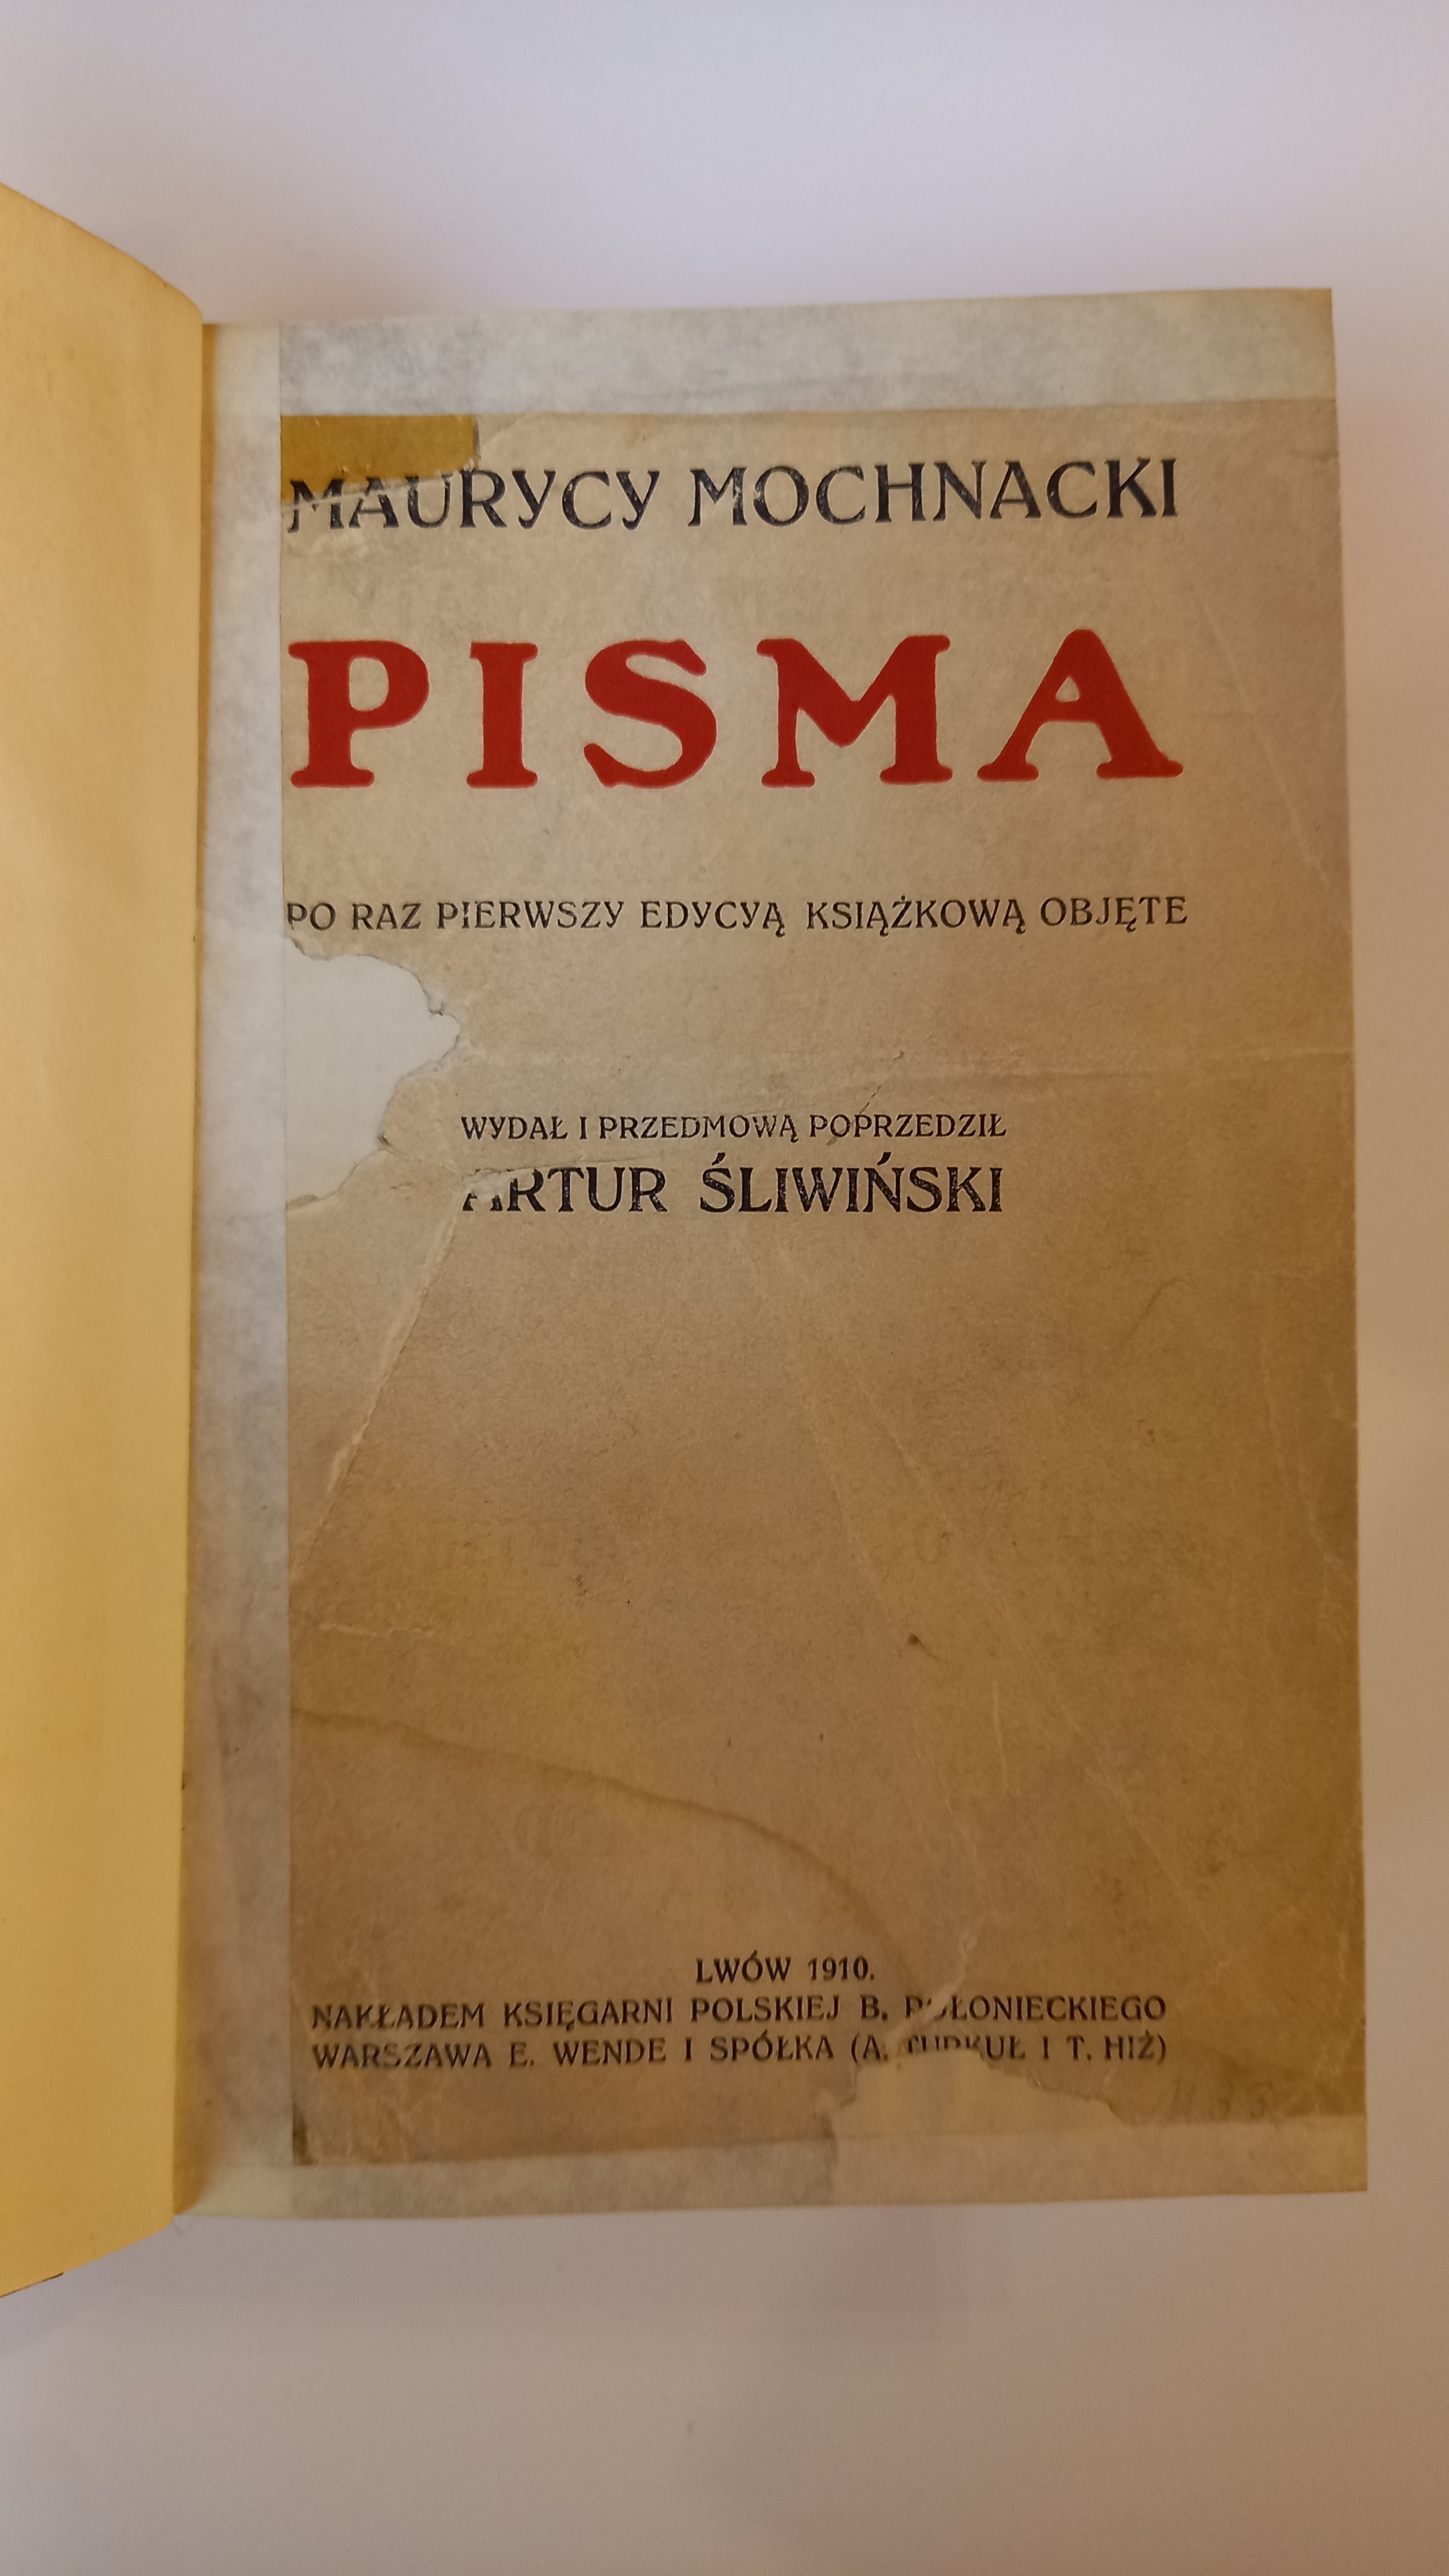 MAURYCY MOCHNACKI
PISMA
PO RAZ PIERWSZY EDYCYĄ KSIĄŻKOWĄ OBJĘTE
WYDAŁ I PRZEDMOWĄ POPRZEDZIŁ
ARTUR ŚLIWIŃSKI
LWÓW 1910.
NAKŁADEM KSIĘGARNI POLSKIEJ B. POŁONIECKIEGO
WARSZAWA E. WENDE I SPÓŁKA (A. TURKUŁ I T. HIŻ)